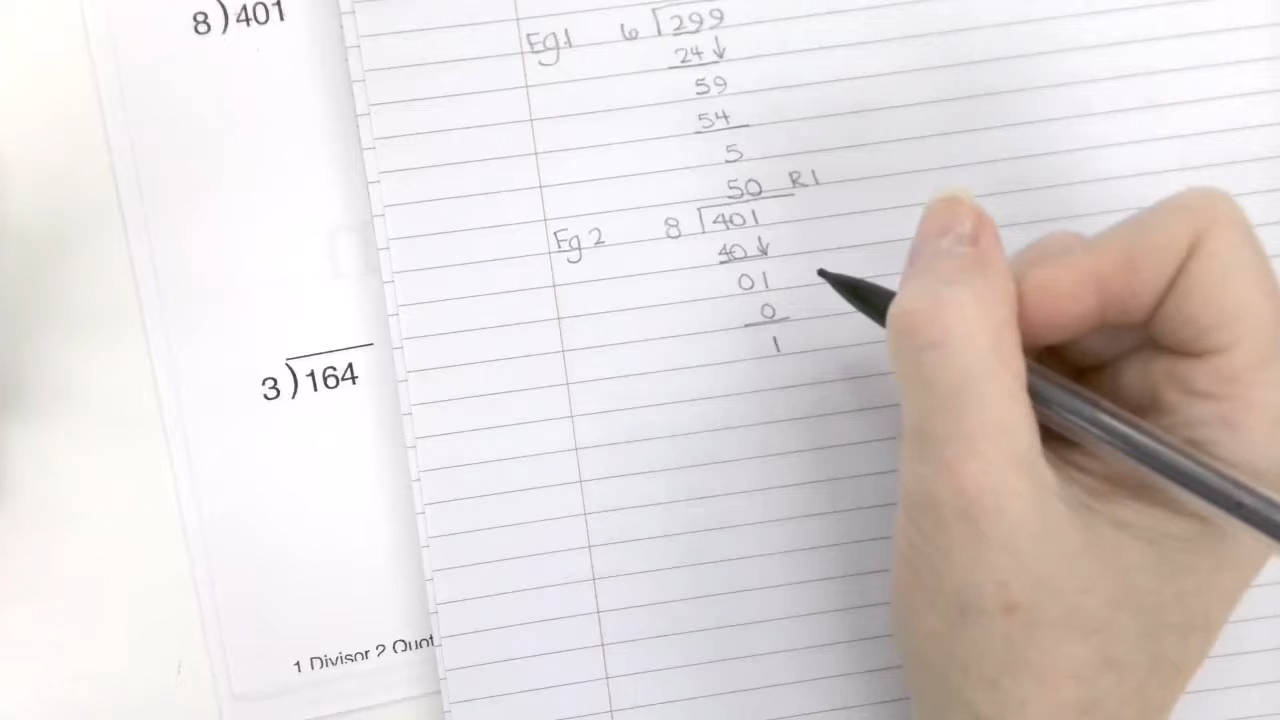 8)401
3)164
1 Divisor 2 Quot
Eg1 6 299
24↓
59
54
5
50 R1
Eg2 8 401
40↓
01
0
1